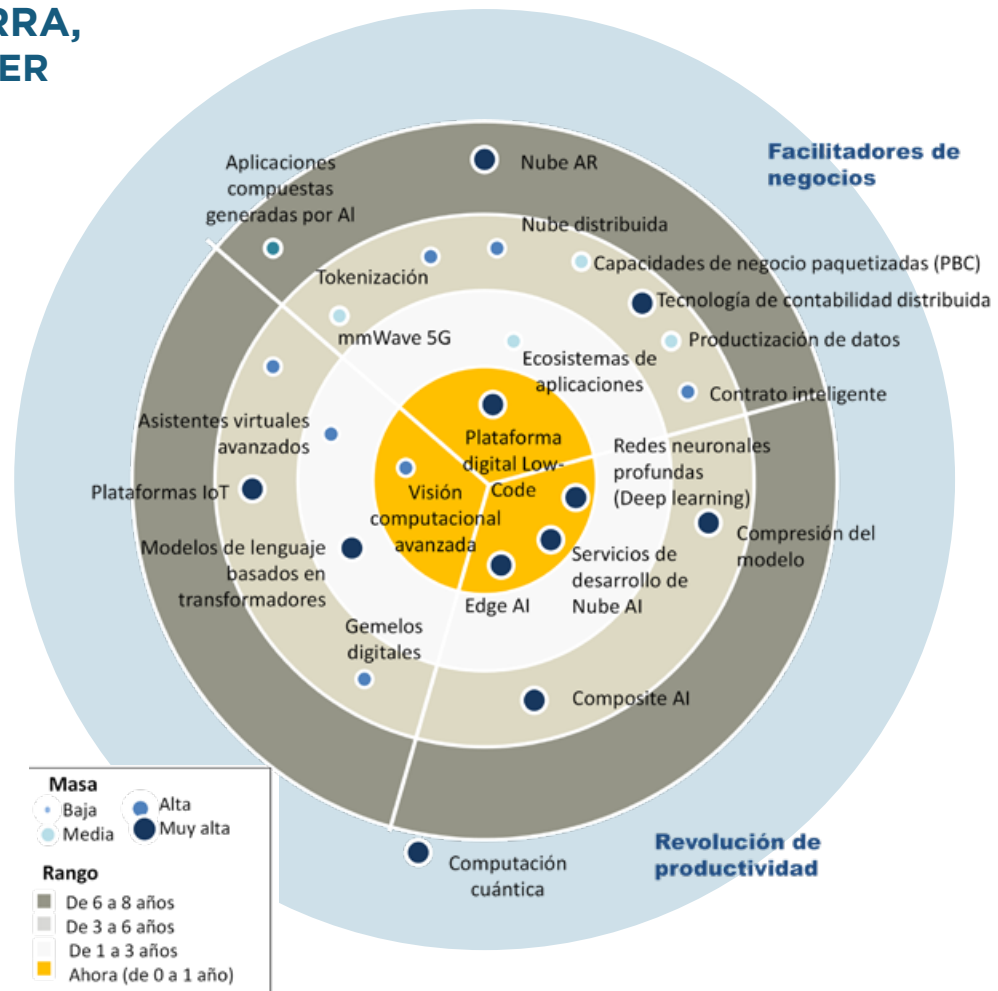 RRA,
ER
Facilitadores de
negocios
Aplicaciones
compuestas
generadas por AI
Nube AR
Nube distribuida
Tokenización
Capacidades de negocio paquetizadas (PBC)
Tecnología de contabilidad distribuida
mmWave 5G
Productización de datos
Ecosistemas de
aplicaciones
Contrato inteligente
Asistentes virtuales
avanzados
Plataforma
digital Low-
Code
Redes neuronales
profundas
(Deep learning)
Plataformas IoT
Visión
computacional
avanzada
Compresión del
modelo
Modelos de lenguaje
basados en
transformadores
Servicios de
desarrollo de
Nube AI
Edge AI
Gemelos
digitales
Composite AI
Masa
Baja
Alta
Media
Muy alta
Revolución de
productividad
Computación
cuántica
Rango
De 6 a 8 años
De 3 a 6 años
De 1 a 3 años
Ahora (de 0 a 1 año)